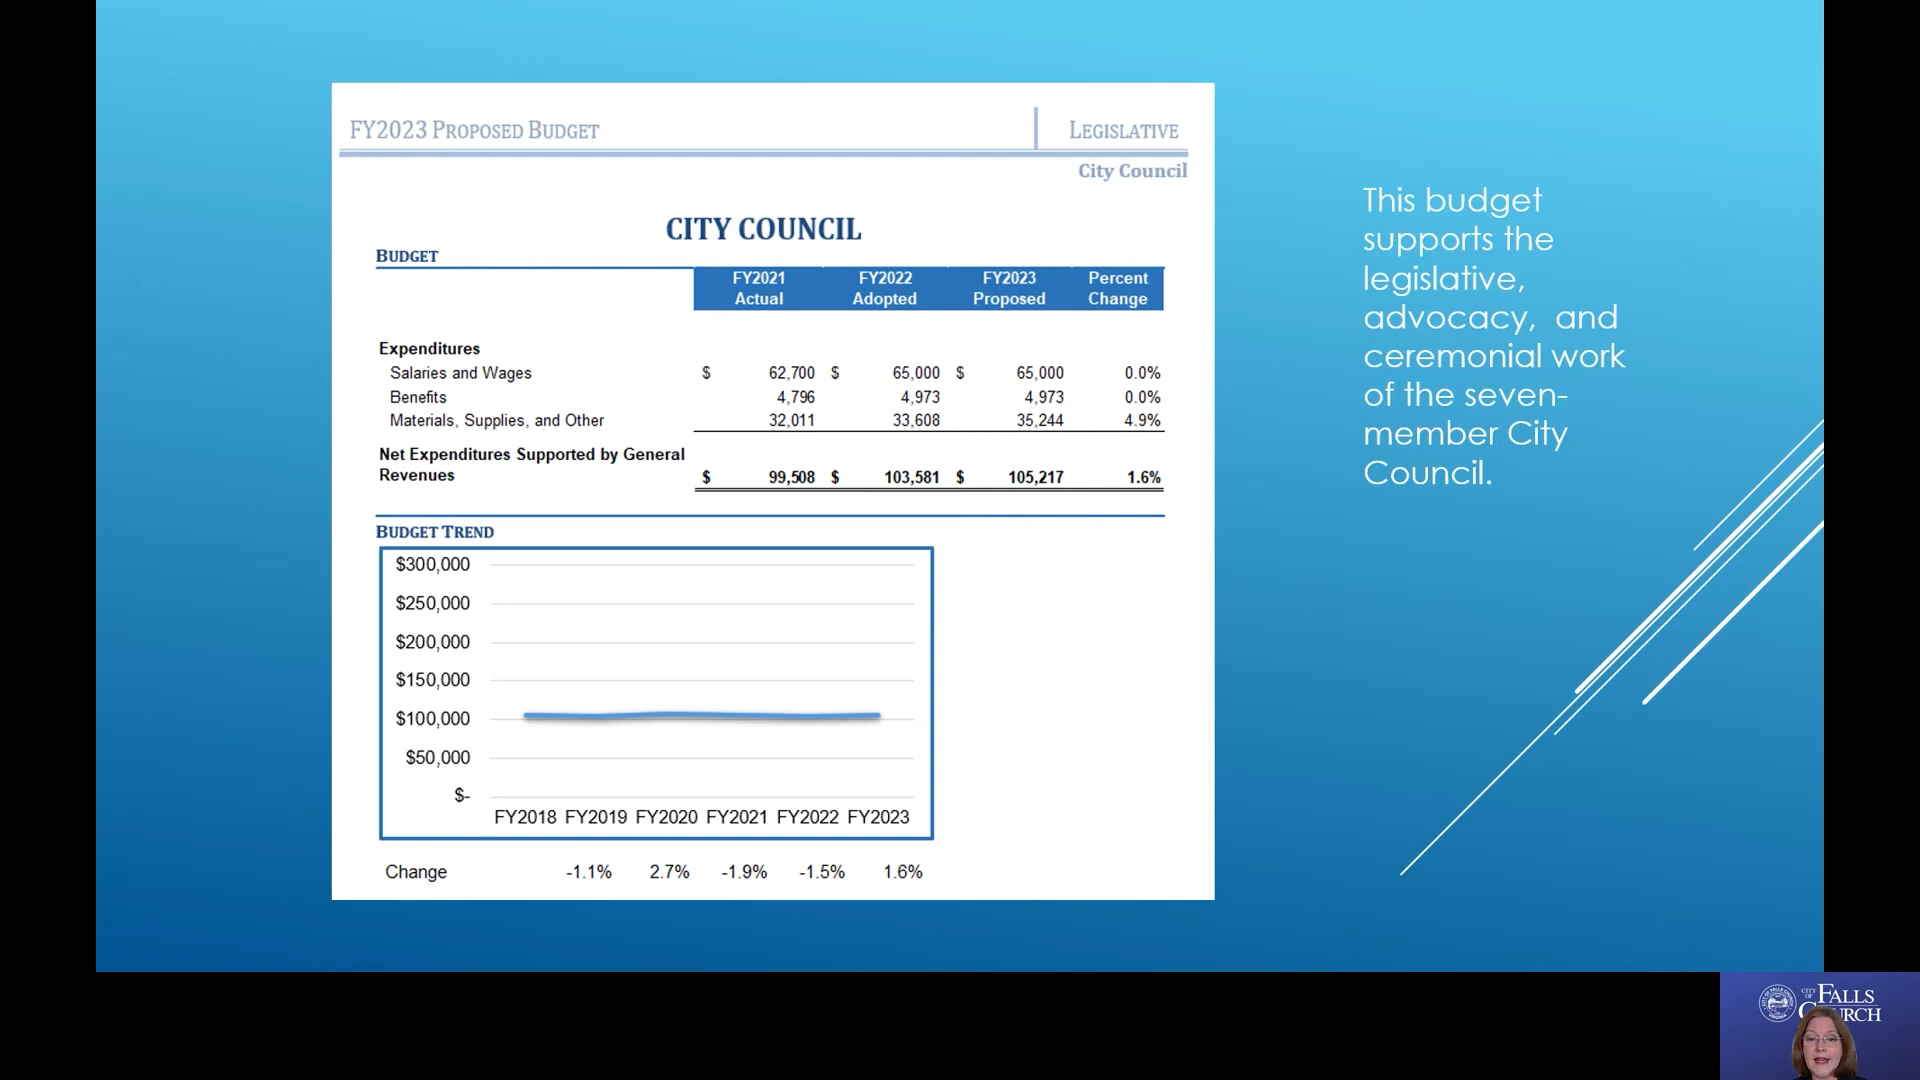 FY2023 PROPOSED BUDGET
LEGISLATIVE
City Council
CITY COUNCIL
BUDGET
FY2021 FY2022 FY2023 Percent
Actual Adopted Proposed Change
Expenditures
Salaries and Wages $ 62,700 $ 65,000 $ 65,000 0.0%
Benefits 4,796 4,973 4,973 0.0%
Materials, Supplies, and Other 32,011 33,608 35,244 4.9%
Net Expenditures Supported by General
Revenues $ 99,508 $ 103,581 $ 105,217 1.6%
BUDGET TREND
$300,000
$250,000
$200,000
$150,000
$100,000
$50,000
$-
FY2018 FY2019 FY2020 FY2021 FY2022 FY2023
Change -1.1% 2.7% -1.9% -1.5% 1.6%
This budget
supports the
legislative,
advocacy, and
ceremonial work
of the seven-
member City
Council.
CITY OF FALLS